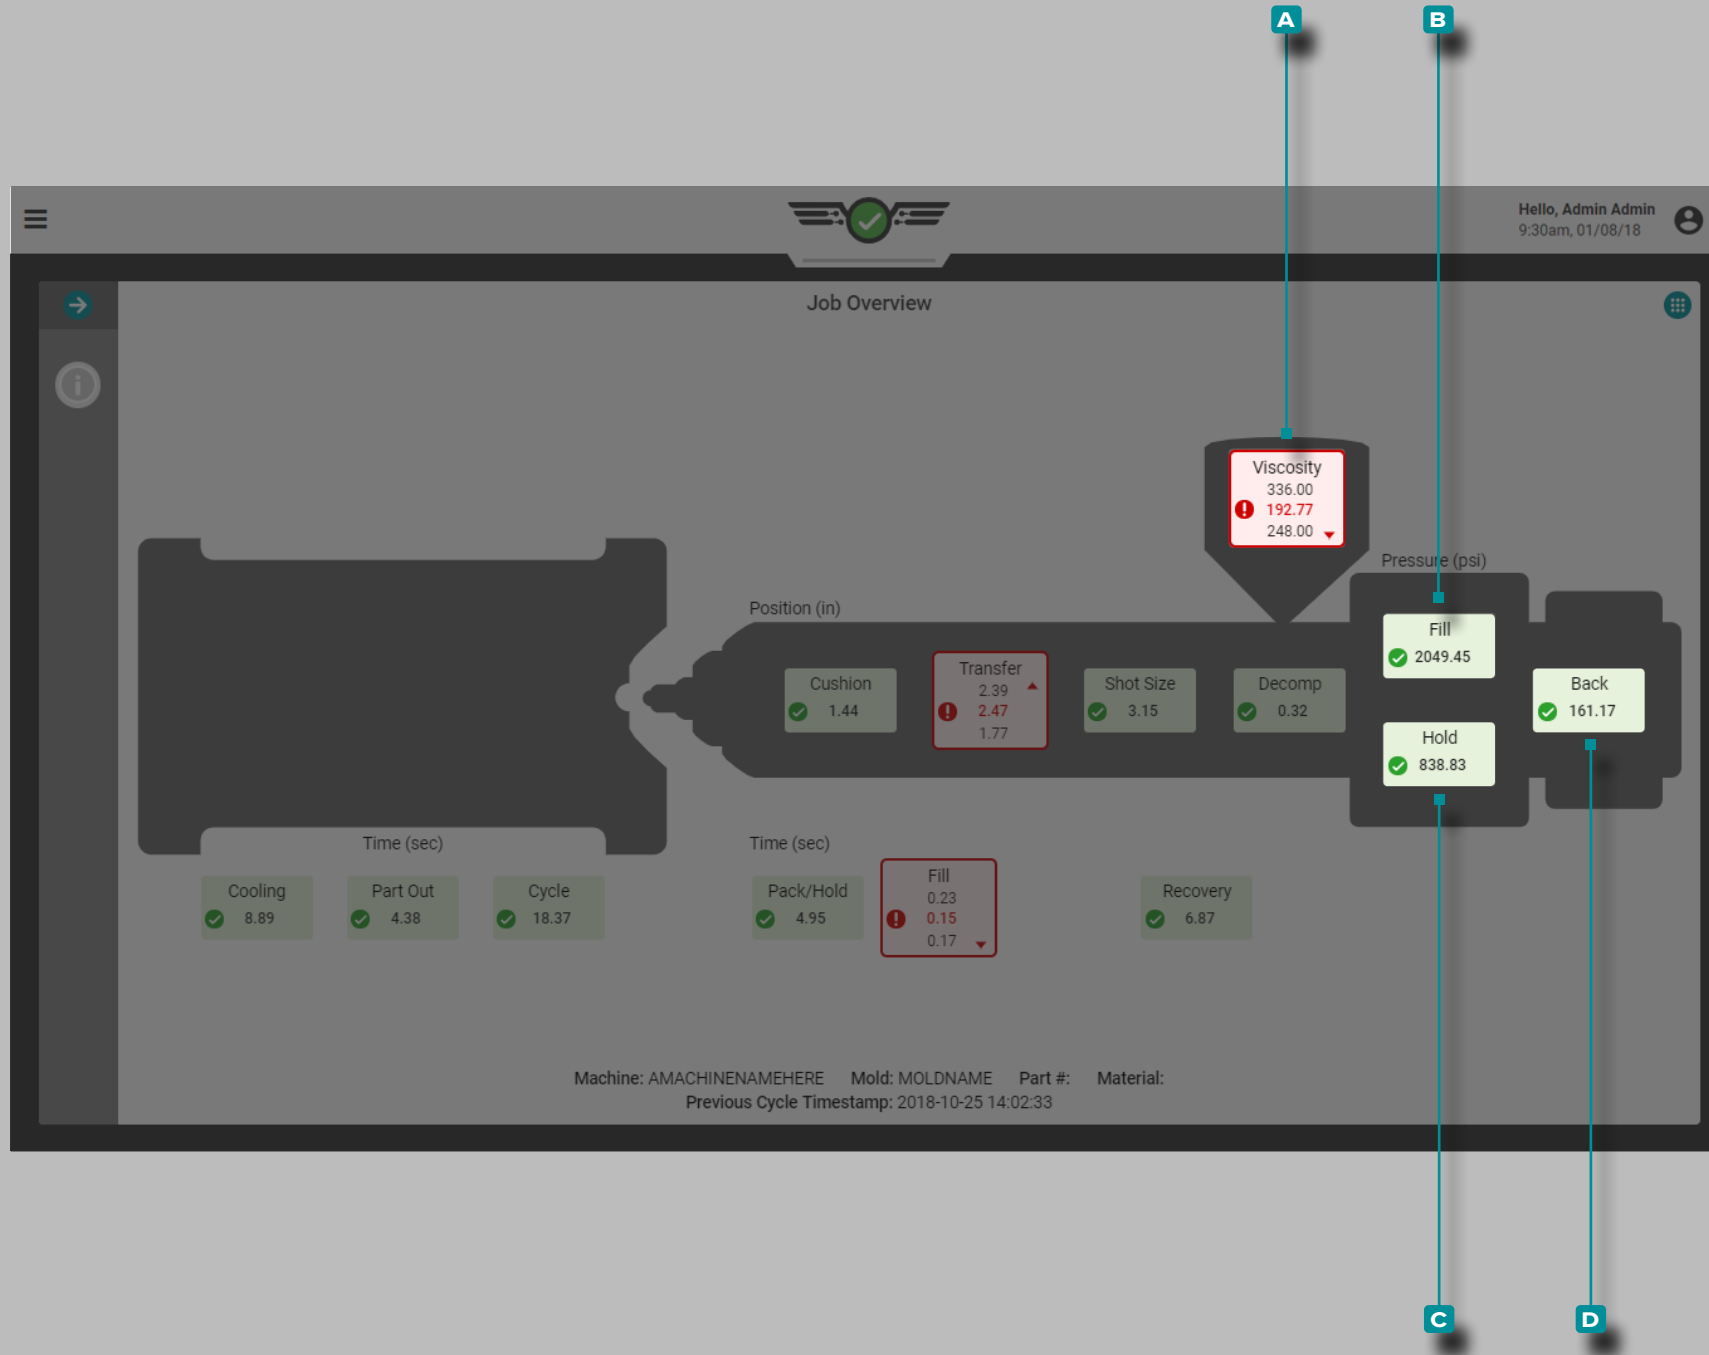 A
B
Hello, Admin Admin
9:30am, 01/08/18
Job Overview
Viscosity
336.00
192.77
248.00
Pressure (psi)
Position (in)
Fill
2049.45
Cushion
1.44
Transfer
2.39
2.47
1.77
Shot Size
3.15
Decomp
0.32
Back
161.17
Hold
838.83
Time (sec)
Time (sec)
Cooling
8.89
Part Out
4.38
Cycle
18.37
Pack/Hold
4.95
Fill
0.23
0.15
0.17
Recovery
6.87
Machine: AMACHINENAMEHERE Mold: MOLDNAME Part #: Material:
Previous Cycle Timestamp: 2018-10-25 14:02:33
C
D